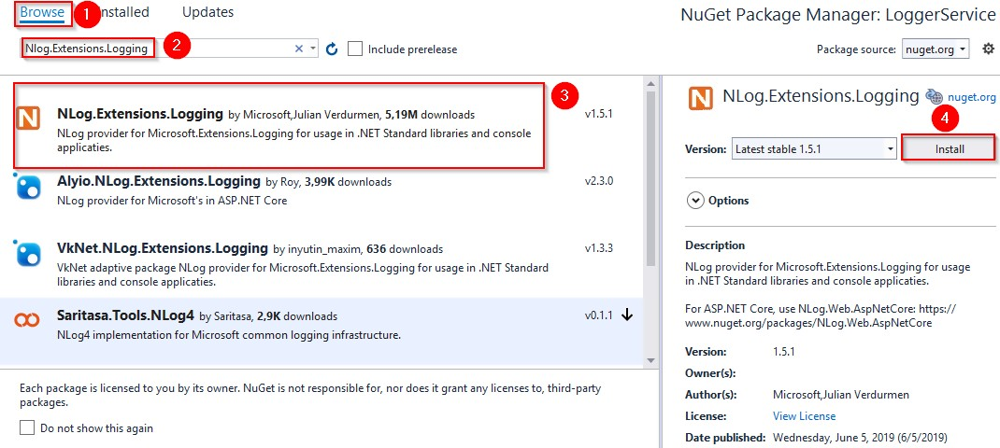 Browse
1
nstalled
Updates
NuGet Package Manager: LoggerService
Nlog.Extensions.Logging
2
Include prerelease
Package source:
nuget.org
3
NLog.Extensions.Logging by Microsoft,Julian Verdurmen, 5,19M downloads
v1.5.1
NLog provider for Microsoft.Extensions.Logging for usage in .NET Standard libraries and console
applicaties.
Alyio.NLog.Extensions.Logging by Roy, 3,99K downloads
v2.3.0
NLog provider for Microsoft's in ASP.NET Core
VkNet.NLog.Extensions.Logging by inyutin_maxim, 636 downloads
v1.3.3
VkNet adaptive package NLog provider for Microsoft.Extensions.Logging for usage in .NET Standard
libraries and console applicaties.
Saritasa.Tools.NLog4 by Saritasa, 2,9K downloads
v0.1.1
NLog4 implementation for Microsoft common logging infrastructure.
Each package is licensed to you by its owner. NuGet is not responsible for, nor does it grant any licenses to, third-party
packages.
Do not show this again
N
NLog.Extensions.Logging
nuget.org
4
Version:
Latest stable 1.5.1
Install
Options
Description
NLog provider for Microsoft.Extensions.Logging for usage
in .NET Standard libraries and console applicaties.
For ASP.NET Core, use NLog.Web.AspNetCore: https://
www.nuget.org/packages/NLog.Web.AspNetCore
Version: 1.5.1
Owner(s):
Author(s): Microsoft,Julian Verdurmen
License: View License
Date published: Wednesday, June 5, 2019 (6/5/2019)